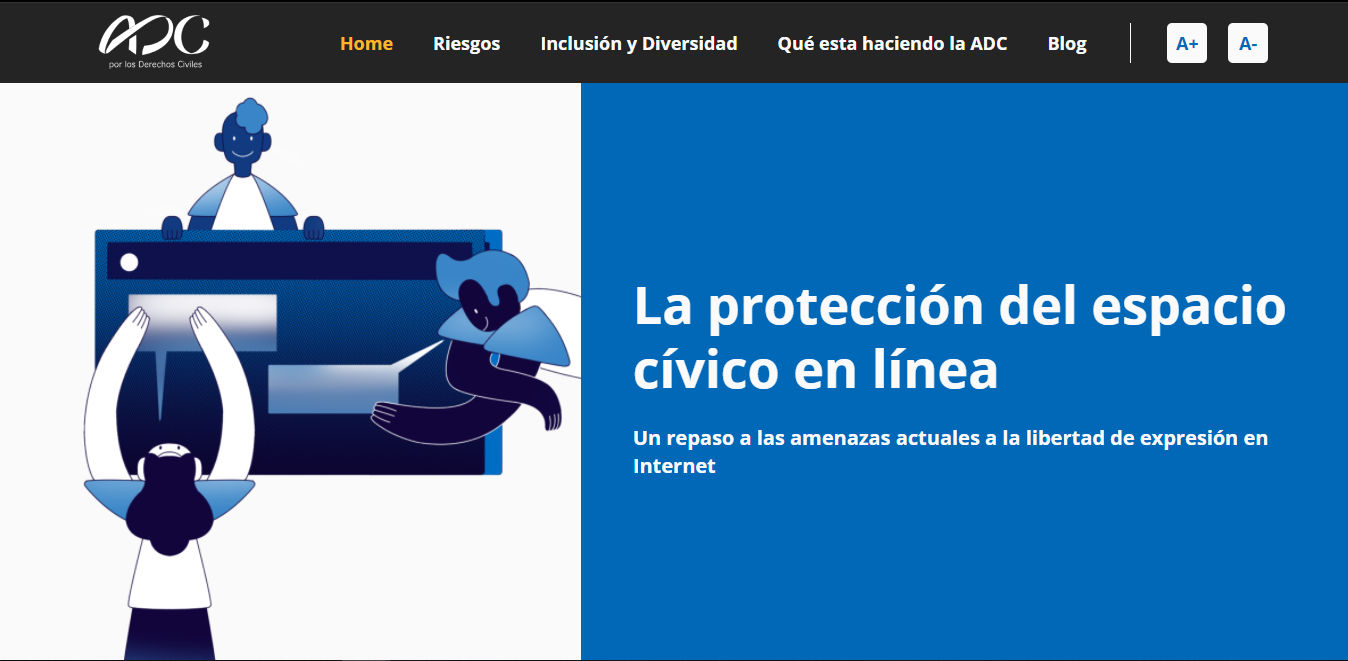 ADC
por los Derechos Civiles
Home Riesgos Inclusión y Diversidad Qué esta haciendo la ADC Blog A+ A-
La protección del espacio
cívico en línea
Un repaso a las amenazas actuales a la libertad de expresión en
Internet